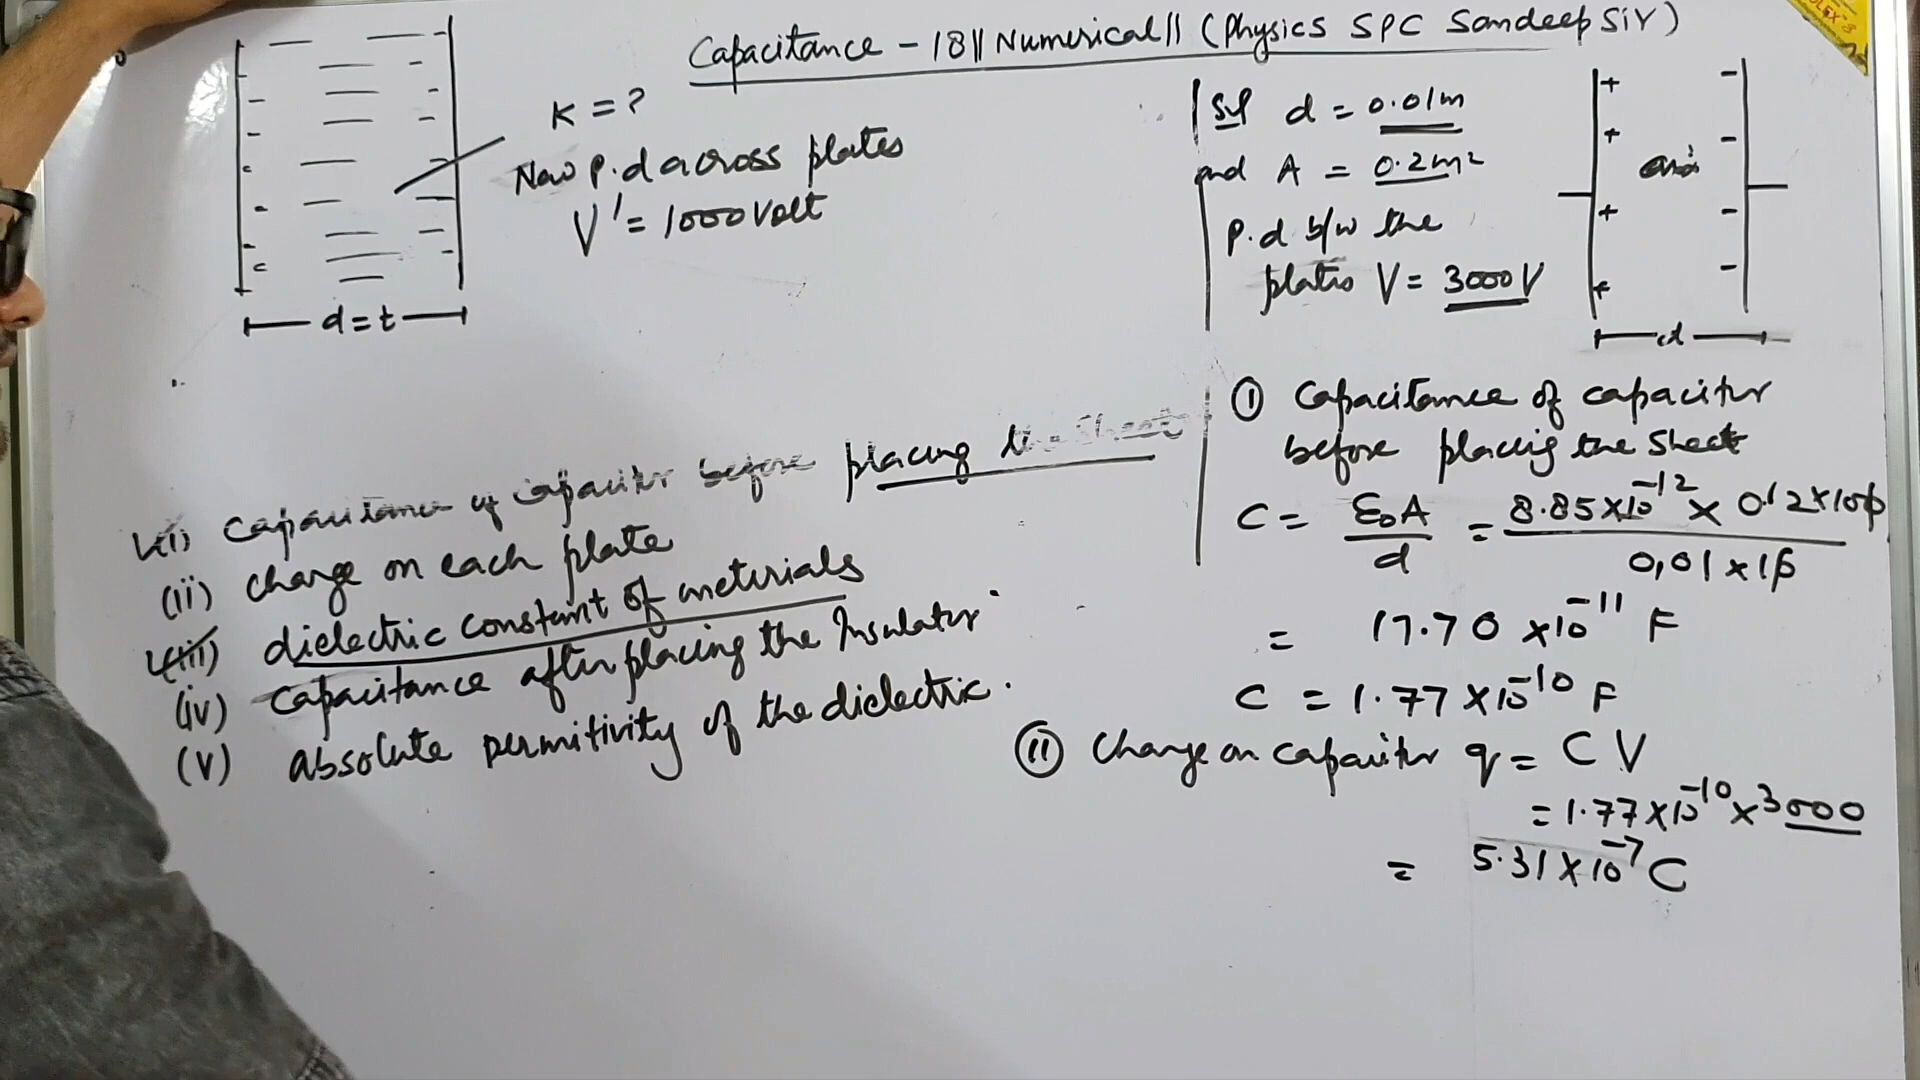 Capacitance - 18 || Numerical || (Physics SPC Sandeep Sir)
K = ?
Now P.d across plates
V' = 1000 Volt
d = t
Sol d = 0.01m
and A = 0.2m²
P.d b/w the
plates V = 3000 V
d
(i) Capacitance of capacitor before placing
(ii) charge on each plate
(iii) dielectric constant of meterials
(iv) capacitance after placing the Insulator
(v) absolute permitivity of the dielectric.
① Capacitance of capacitor
before placing the Sheet
C = ε₀A / d = 8.85×10⁻¹² × 0.2×100 / 0.01×100
= 17.70 ×10⁻¹¹ F
C = 1.77 ×10⁻¹⁰ F
(ii) Charge on capacitor q = CV
= 1.77×10⁻¹⁰×3000
= 5.31×10⁻⁷ C